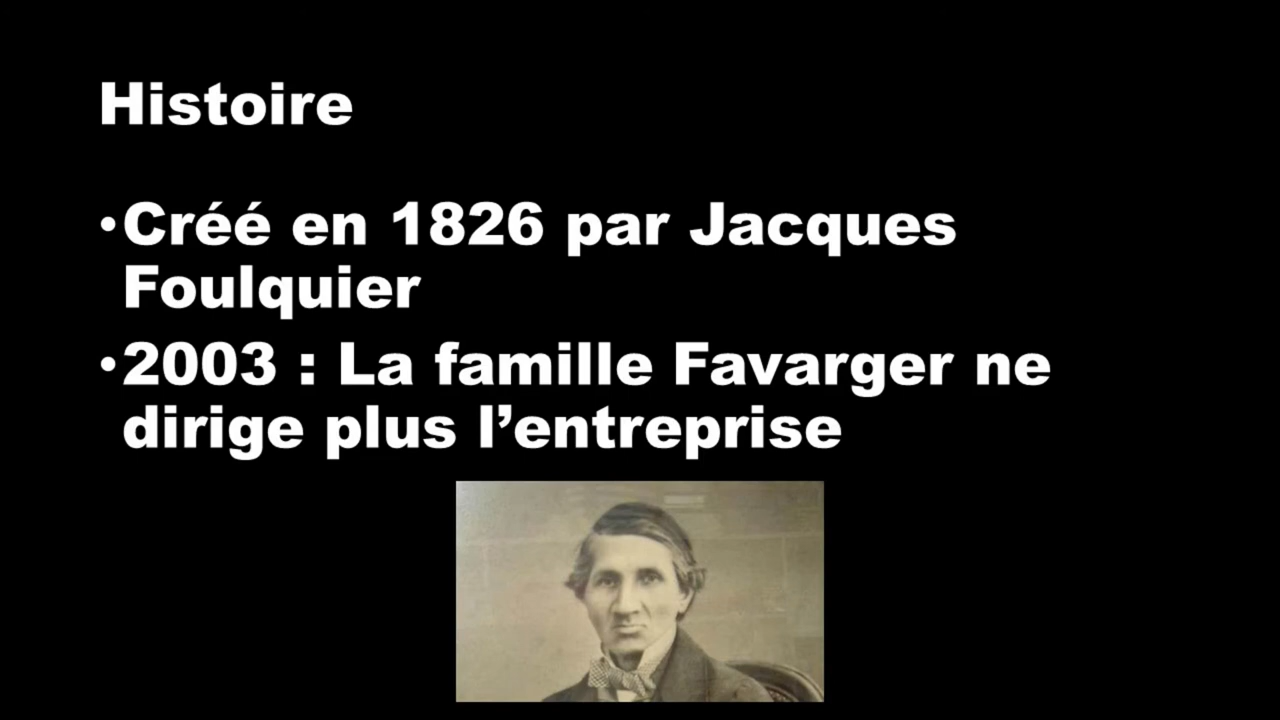 Histoire
•Créé en 1826 par Jacques
Foulquier
•2003 : La famille Favarger ne
dirige plus l’entreprise